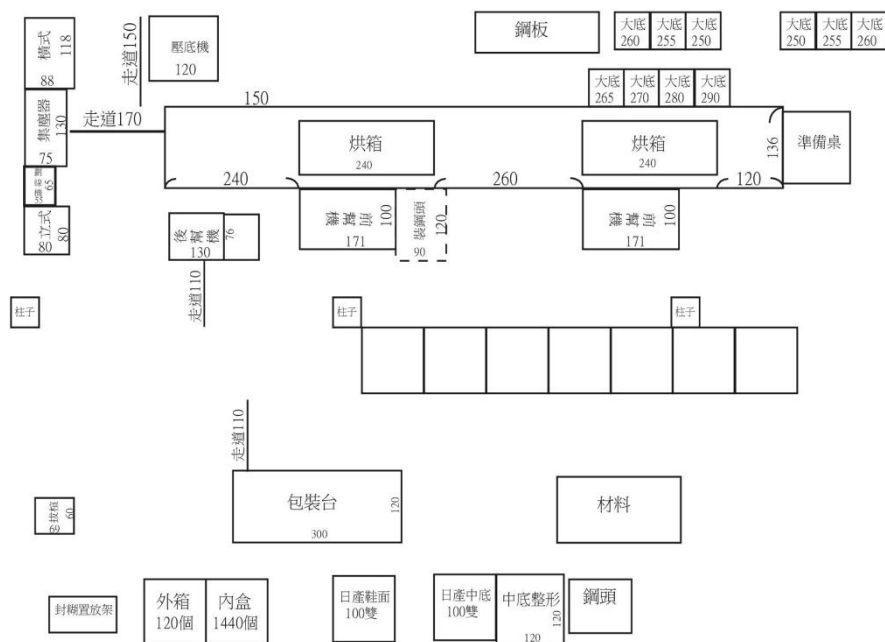 橫式
118
88
走道150
壓底機
120
鋼板
大底
260
大底
255
大底
250
大底
250
大底
255
大底
260
集塵器
130
75
走道170
150
大底
265
大底
270
大底
280
大底
290
烘箱
240
烘箱
240
136
準備桌
65
55
240
260
120
立式
80
80
後幫機
76
130
前幫機
100
171
裝鋼頭
120
90
前幫機
100
171
走道110
柱子
柱子
柱子
走道110
包裝台
120
300
材料
拔楦
60
69
封糊置放架
外箱
120個
內盒
1440個
日產鞋面
100雙
日產中底
100雙
中底整形
120
120
鋼頭